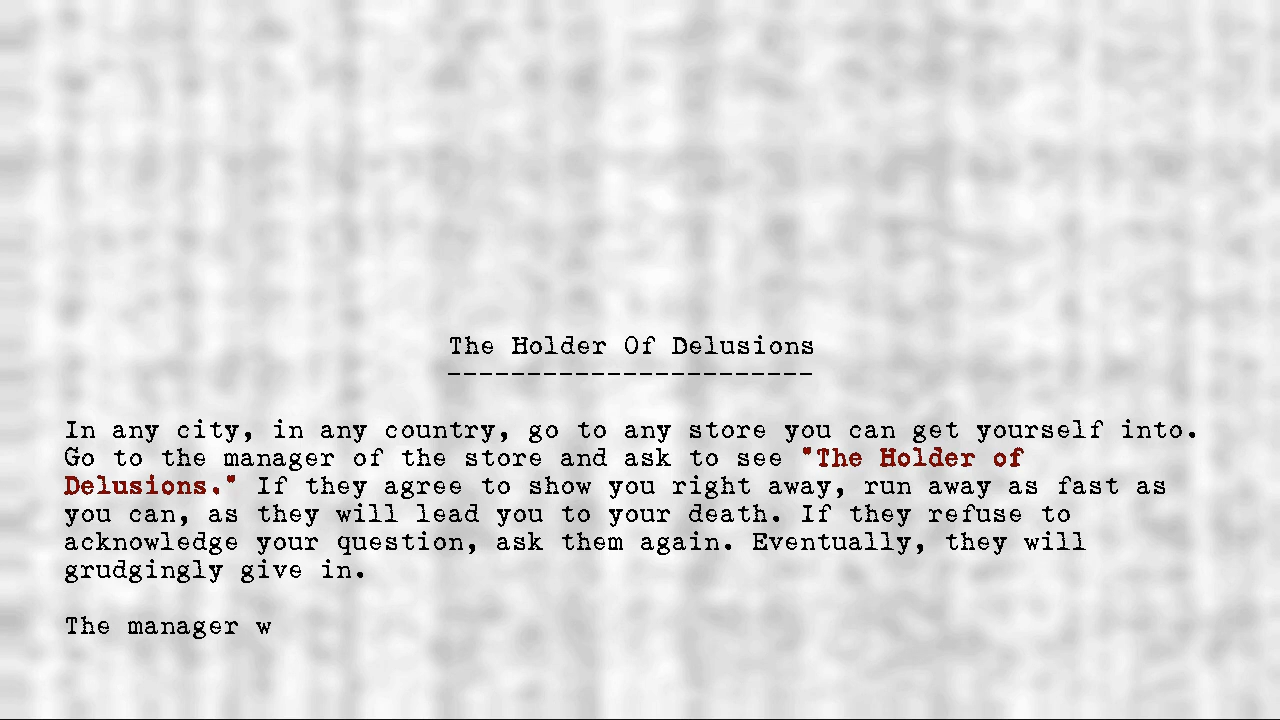 The Holder Of Delusions
-----------------------
In any city, in any country, go to any store you can get yourself into.
Go to the manager of the store and ask to see "The Holder of
Delusions." If they agree to show you right away, run away as fast as
you can, as they will lead you to your death. If they refuse to
acknowledge your question, ask them again. Eventually, they will
grudgingly give in.
The manager w